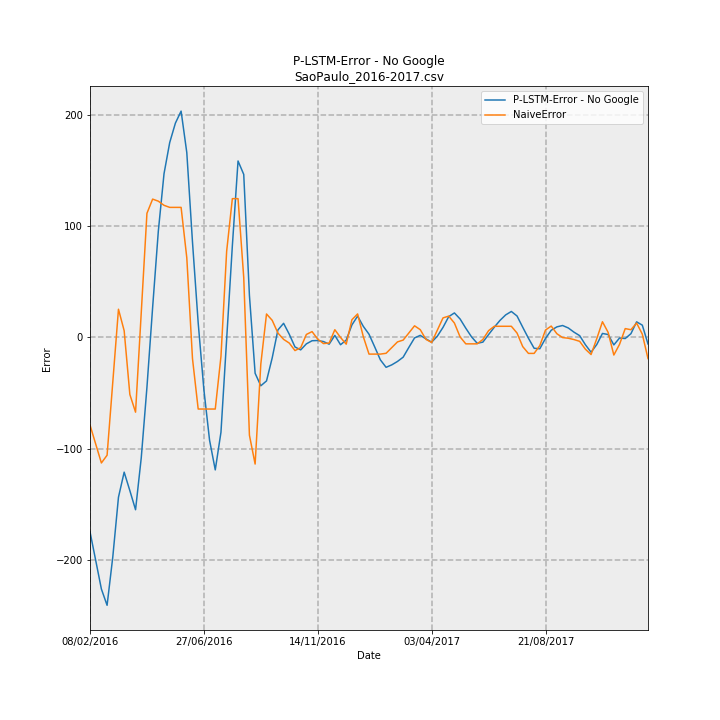 P-LSTM-Error - No Google
SaoPaulo_2016-2017.csv
P-LSTM-Error - No Google
NaiveError
200
100
0
−100
−200
Error
08/02/2016 27/06/2016 14/11/2016 03/04/2017 21/08/2017
Date